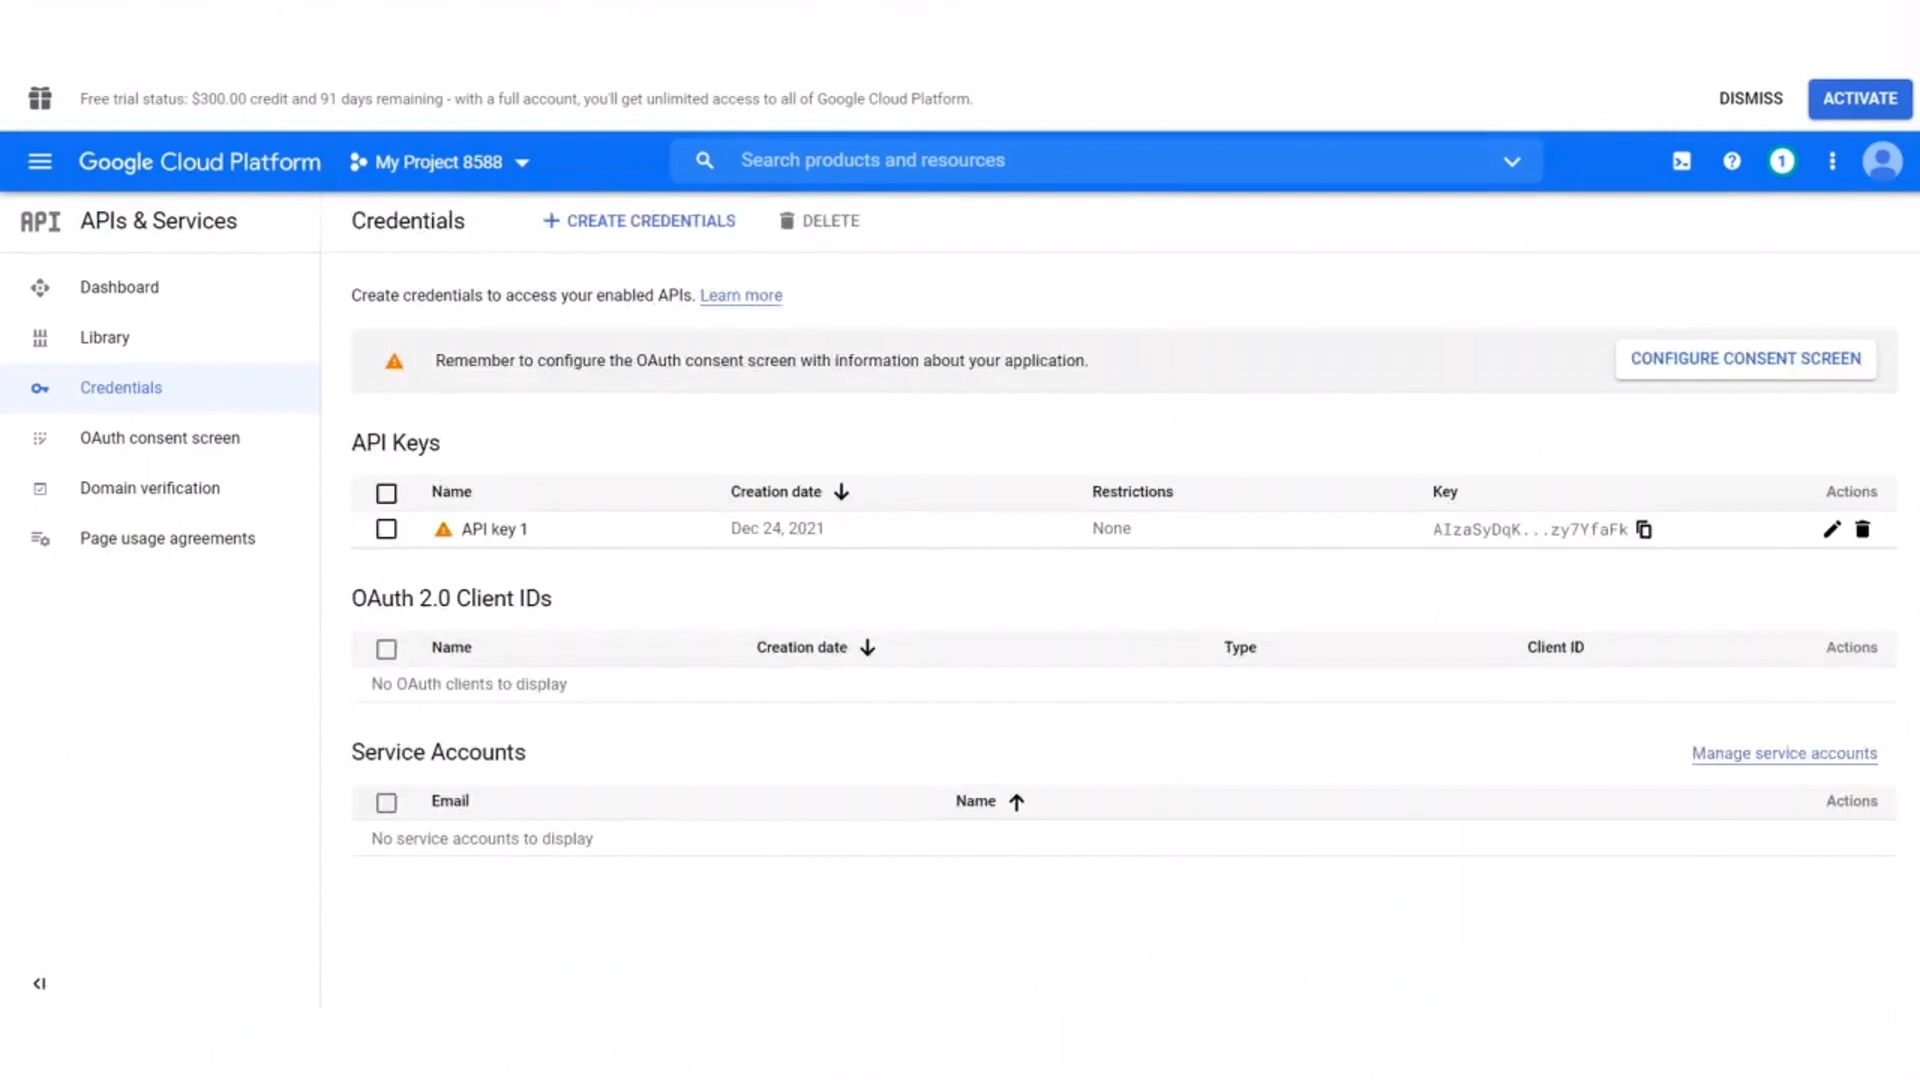 Free trial status: $300.00 credit and 91 days remaining - with a full account, you'll get unlimited access to all of Google Cloud Platform.
DISMISS
ACTIVATE
Google Cloud Platform
My Project 8588
Search products and resources
1
API APIs & Services
Credentials
CREATE CREDENTIALS
DELETE
Dashboard
Library
Credentials
OAuth consent screen
Domain verification
Page usage agreements
Create credentials to access your enabled APIs. Learn more
Remember to configure the OAuth consent screen with information about your application.
CONFIGURE CONSENT SCREEN
API Keys
Name Creation date Restrictions Key Actions
API key 1 Dec 24, 2021 None AIzaSyDqK...zy7YfaFk
OAuth 2.0 Client IDs
Name Creation date Type Client ID Actions
No OAuth clients to display
Service Accounts
Manage service accounts
Email Name Actions
No service accounts to display